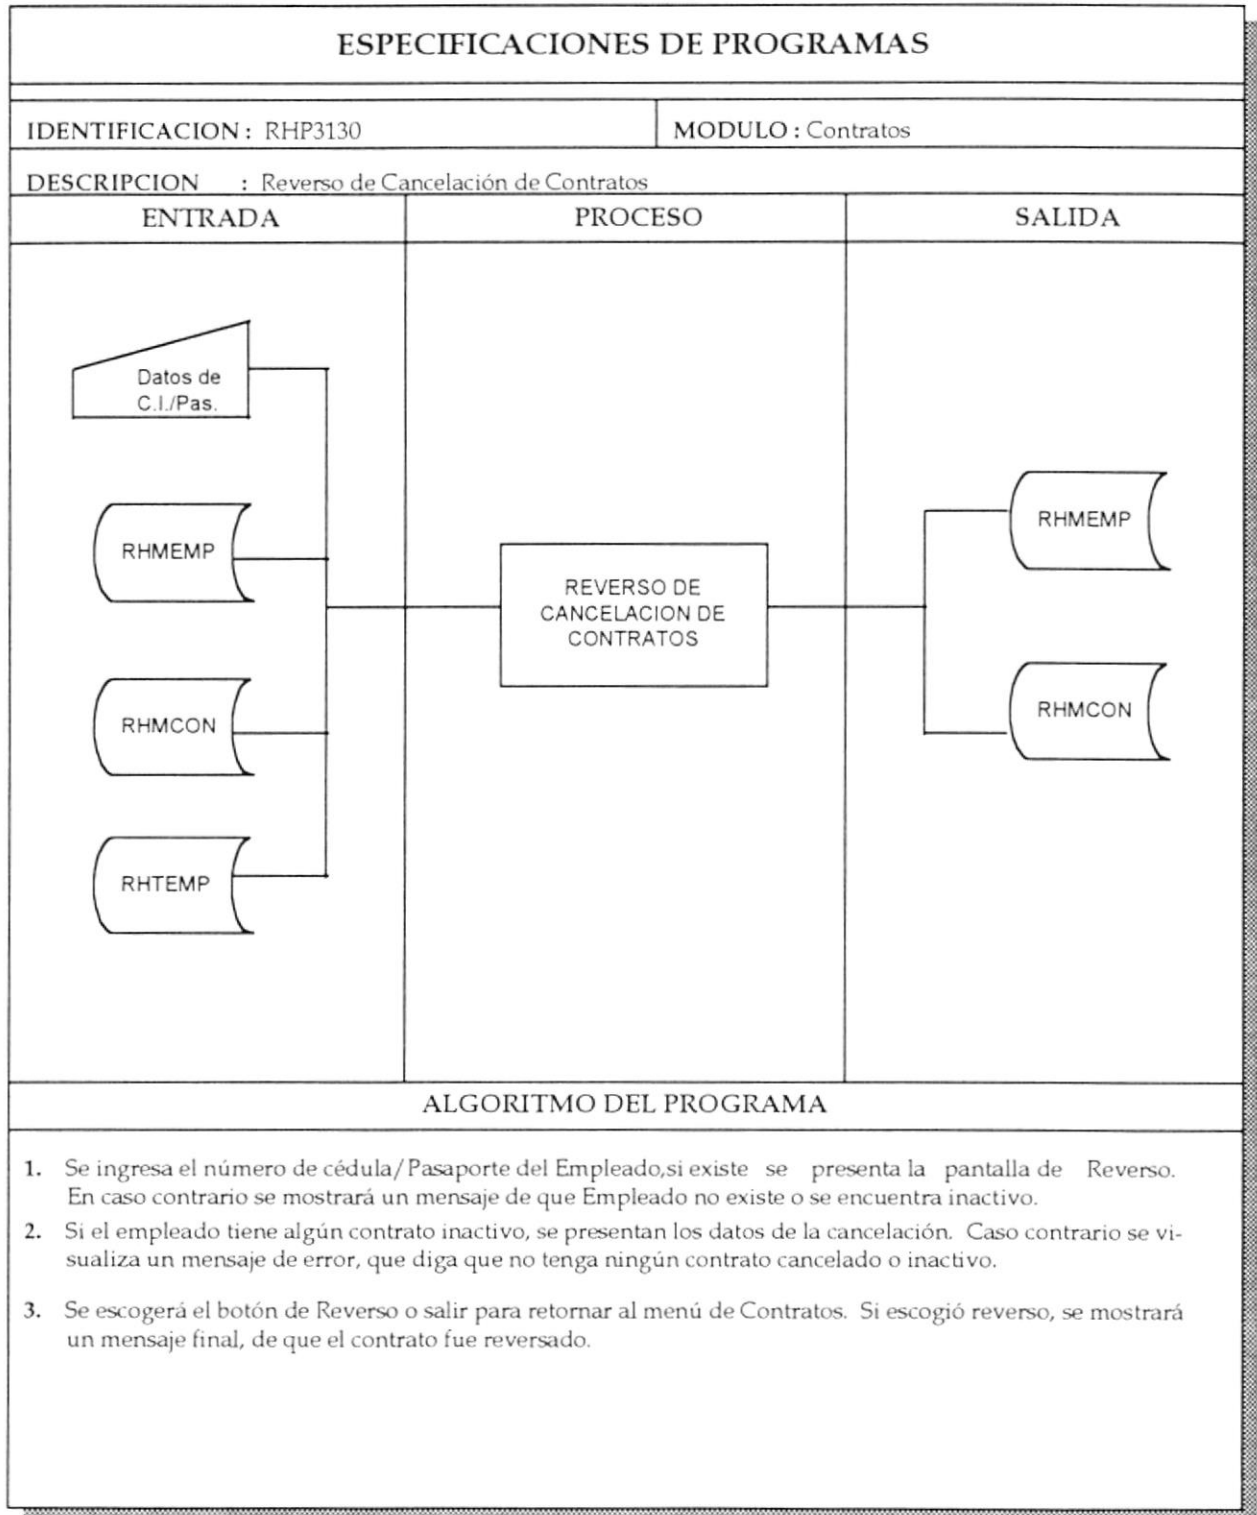 ESPECIFICACIONES DE PROGRAMAS
IDENTIFICACION : RHP3130
MODULO : Contratos
DESCRIPCION : Reverso de Cancelación de Contratos
ENTRADA
PROCESO
SALIDA
Datos de
C.I./Pas.
RHMEMP
RHMCON
RHTEMP
REVERSO DE
CANCELACION DE
CONTRATOS
RHMEMP
RHMCON
ALGORITMO DEL PROGRAMA
1. Se ingresa el número de cédula/Pasaporte del Empleado,si existe se presenta la pantalla de Reverso.
En caso contrario se mostrará un mensaje de que Empleado no existe o se encuentra inactivo.
2. Si el empleado tiene algún contrato inactivo, se presentan los datos de la cancelación. Caso contrario se vi-
sualiza un mensaje de error, que diga que no tenga ningún contrato cancelado o inactivo.
3. Se escogerá el botón de Reverso o salir para retornar al menú de Contratos. Si escogió reverso, se mostrará
un mensaje final, de que el contrato fue reversado.